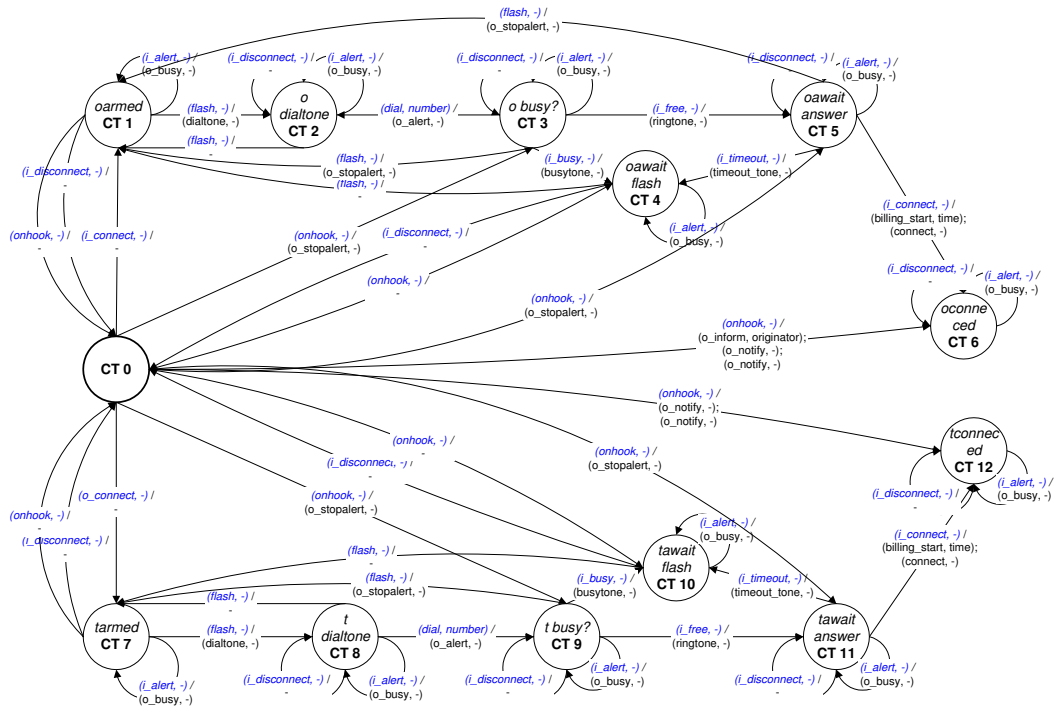 (flash, -) /
(o_stopalert, -)
(i_alert, -) /
(o_busy, -)
(i_disconnect, -) /
-
(i_alert, -) /
(o_busy, -)
(i_disconnect, -) /
-
(i_alert, -) /
(o_busy, -)
(i_disconnect, -) /
-
(i_alert, -) /
(o_busy, -)
oarmed
CT 1
(flash, -) /
(dialtone, -)
o
dialtone
CT 2
(dial, number) /
(o_alert, -)
o busy?
CT 3
(i_free, -) /
(ringtone, -)
oawait
answer
CT 5
(flash, -) /
-
(flash, -) /
(o_stopalert, -)
(flash, -) /
-
(i_busy, -) /
(busytone, -)
oawait
flash
CT 4
(i_timeout, -) /
(timeout_tone, -)
(i_disconnect, -) /
-
(i_alert, -) /
(o_busy, -)
(i_connect, -) /
(billing_start, time);
(connect, -)
(onhook, -) /
-
(i_connect, -) /
-
(onhook, -) /
(o_stopalert, -)
(i_disconnect, -) /
-
(onhook, -) /
-
(onhook, -) /
(o_stopalert, -)
(i_disconnect, -) /
-
(i_alert, -) /
(o_busy, -)
oconne
ced
CT 6
(onhook, -) /
(o_inform, originator);
(o_notify, -);
(o_notify, -)
CT 0
(onhook, -) /
(o_notify, -);
(o_notify, -)
tconnec
ed
CT 12
(i_disconnect, -) /
-
(i_alert, -) /
(o_busy, -)
(onhook, -) /
-
(i_disconnect, -) /
-
(onhook, -) /
(o_stopalert, -)
(onhook, -) /
(o_stopalert, -)
(o_connect, -) /
-
(onhook, -) /
-
(i_disconnect, -) /
-
(i_connect, -) /
(billing_start, time);
(connect, -)
(i_alert, -) /
(o_busy, -)
tawait
flash
CT 10
(flash, -) /
-
(flash, -) /
(o_stopalert, -)
(flash, -) /
-
(i_busy, -) /
(busytone, -)
(i_timeout, -) /
(timeout_tone, -)
tarmed
CT 7
(flash, -) /
(dialtone, -)
t
dialtone
CT 8
(dial, number) /
(o_alert, -)
t busy?
CT 9
(i_free, -) /
(ringtone, -)
tawait
answer
CT 11
(i_alert, -) /
(o_busy, -)
(i_disconnect, -) /
-
(i_alert, -) /
(o_busy, -)
(i_disconnect, -) /
-
(i_alert, -) /
(o_busy, -)
(i_disconnect, -) /
-
(i_alert, -) /
(o_busy, -)